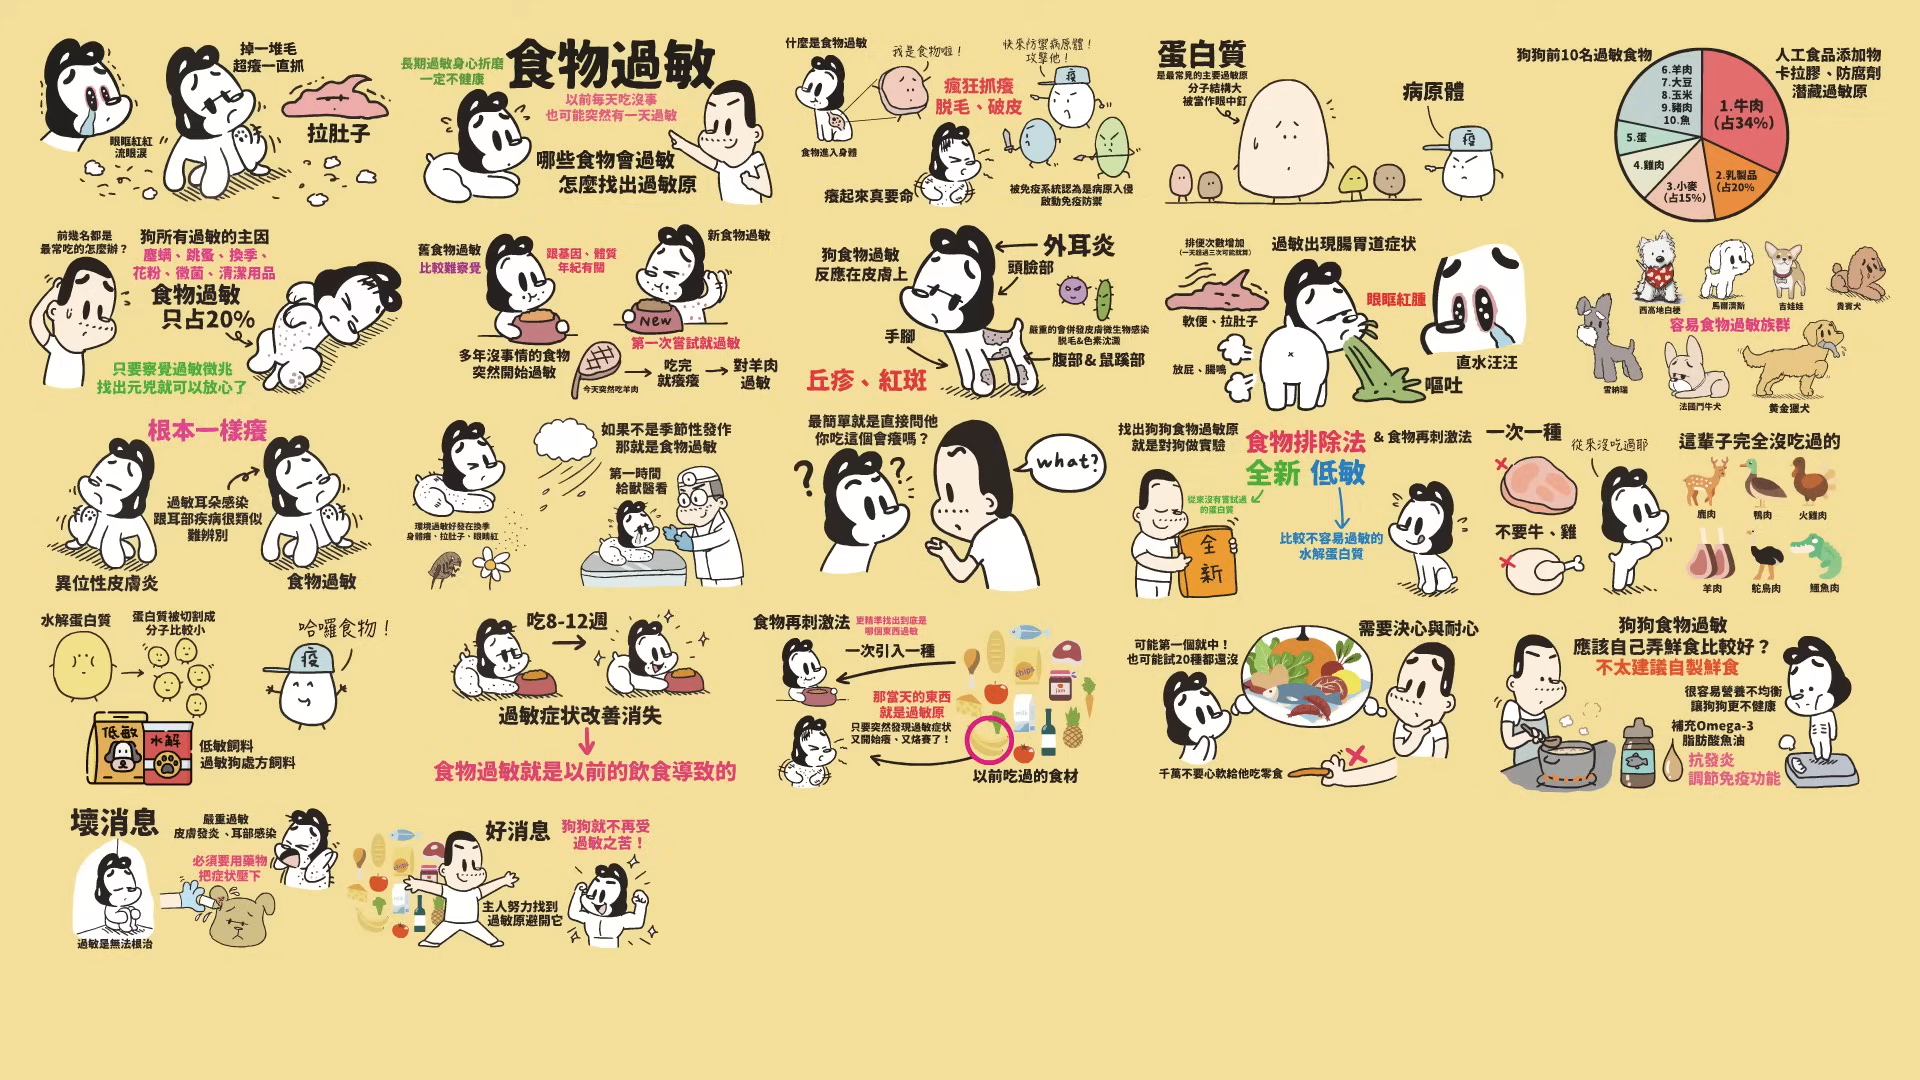 掉一堆毛
超癢一直抓
眼眶紅紅
流眼淚
拉肚子
長期過敏身心折磨
一定不健康
食物過敏
以前每天吃沒事
也可能突然有一天過敏
哪些食物會過敏
怎麼找出過敏原
什麼是食物過敏
我是食物啦！
食物進入身體
瘋狂抓癢
脫毛、破皮
癢起來真要命
快來防禦病原體！
攻擊他！
疫
被免疫系統認為是病原入侵
啟動免疫防禦
蛋白質
是最常見的主要過敏原
分子結構大
被當作眼中釘
病原體
疫
狗狗前10名過敏食物
6.羊肉
7.大豆
8.玉米
9.豬肉
10.魚
5.蛋
4.雞肉
3.小麥
（占15%）
2.乳製品
（占20%
1.牛肉
（占34%）
人工食品添加物
卡拉膠、防腐劑
潛藏過敏原
前幾名都是
最常吃的怎麼辦？
狗所有過敏的主因
塵蟎、跳蚤、換季、
花粉、黴菌、清潔用品
食物過敏
只占20%
只要察覺過敏徵兆
找出元兇就可以放心了
舊食物過敏
比較難察覺
跟基因、體質
年紀有關
新食物過敏
New
多年沒事情的食物
突然開始過敏
第一次嘗試就過敏
今天突然吃羊肉
吃完
就癢癢
對羊肉
過敏
狗食物過敏
反應在皮膚上
外耳炎
頭臉部
手腳
嚴重的會併發皮膚微生物感染
脫毛&色素沈澱
腹部＆鼠蹊部
丘疹、紅斑
排便次數增加
（一天超過三次可能就算）
過敏出現腸胃道症狀
軟便、拉肚子
放屁、腸鳴
眼眶紅腫
嘔吐
直水汪汪
西高地白梗
馬爾濟斯
吉娃娃
貴賓犬
容易食物過敏族群
雪納瑞
法國鬥牛犬
黃金獵犬
根本一樣癢
過敏耳朵感染
跟耳部疾病很類似
難辨別
異位性皮膚炎
食物過敏
如果不是季節性發作
那就是食物過敏
第一時間
給獸醫看
環境過敏好發在換季
身體癢、拉肚子、眼睛紅
最簡單就是直接問他
你吃這個會癢嗎？
??
what?
找出狗狗食物過敏原
就是對狗做實驗
食物排除法
& 食物再刺激法
全新 低敏
從來沒有嘗試過
的蛋白質
全新
比較不容易過敏的
水解蛋白質
一次一種
從來沒吃過耶
不要牛、雞
這輩子完全沒吃過的
鹿肉
鴨肉
火雞肉
羊肉
鴕鳥肉
鱷魚肉
水解蛋白質
蛋白質被切割成
分子比較小
哈囉食物！
疫
低敏
水解
低敏飼料
過敏狗處方飼料
吃8-12週
過敏症状改善消失
食物過敏就是以前的飲食導致的
食物再刺激法
更精準找出到底是
哪個東西過敏
一次引入一種
那當天的東西
就是過敏原
只要突然發現過敏症状
又開始癢、又烙賽了！
chips
jam
milk
以前吃過的食材
可能第一個就中！
也可能試20種都還沒
需要決心與耐心
千萬不要心軟給他吃零食
狗狗食物過敏
應該自己弄鮮食比較好？
不太建議自製鮮食
很容易營養不均衡
讓狗狗更不健康
補充Omega-3
脂肪酸魚油
抗發炎
調節免疫功能
壞消息
過敏是無法根治
嚴重過敏
皮膚發炎、耳部感染
必須要用藥物
把症状壓下
chips
好消息
狗狗就不再受
過敏之苦！
主人努力找到
過敏原避開它